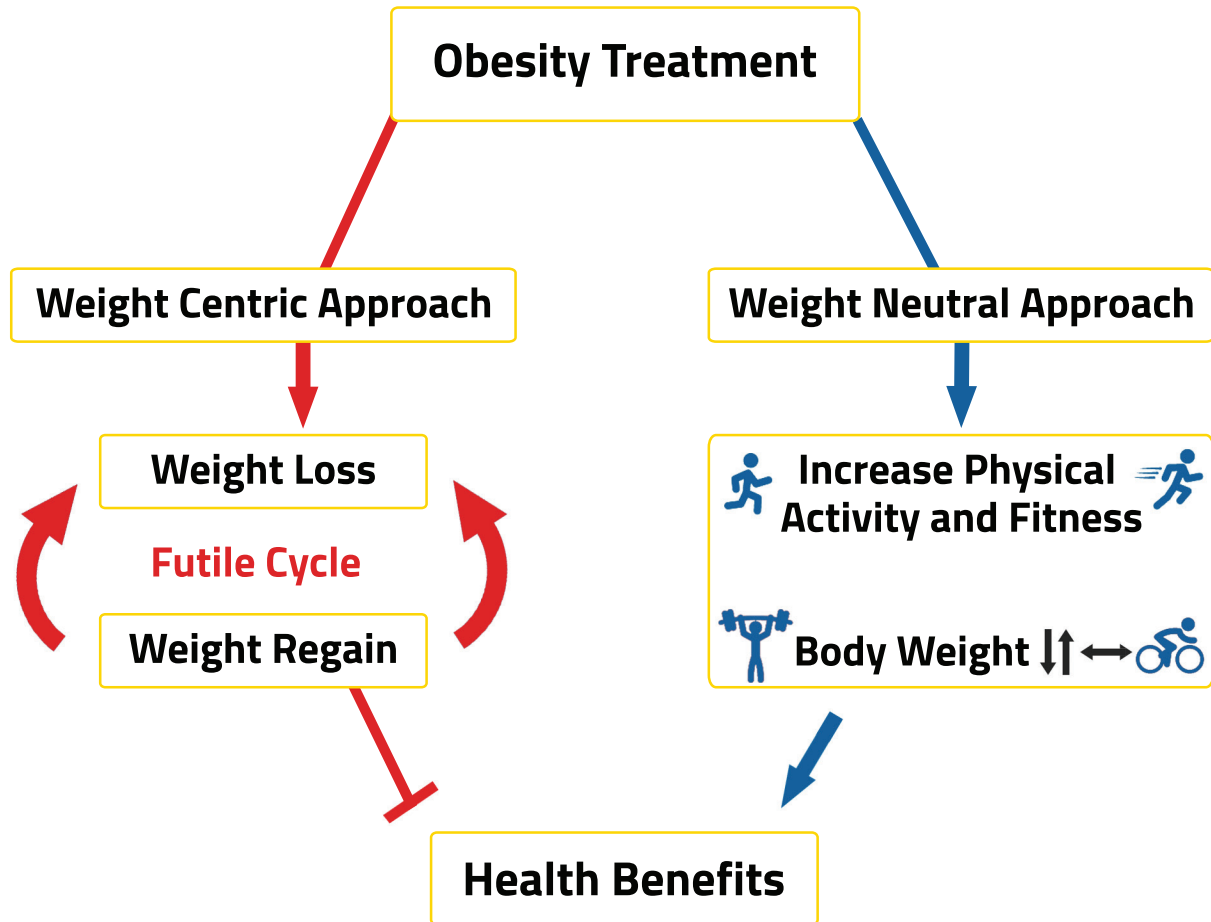 Obesity Treatment
Weight Centric Approach
Weight Neutral Approach
Weight Loss
Futile Cycle
Weight Regain
Increase Physical
Activity and Fitness
Body Weight
Health Benefits